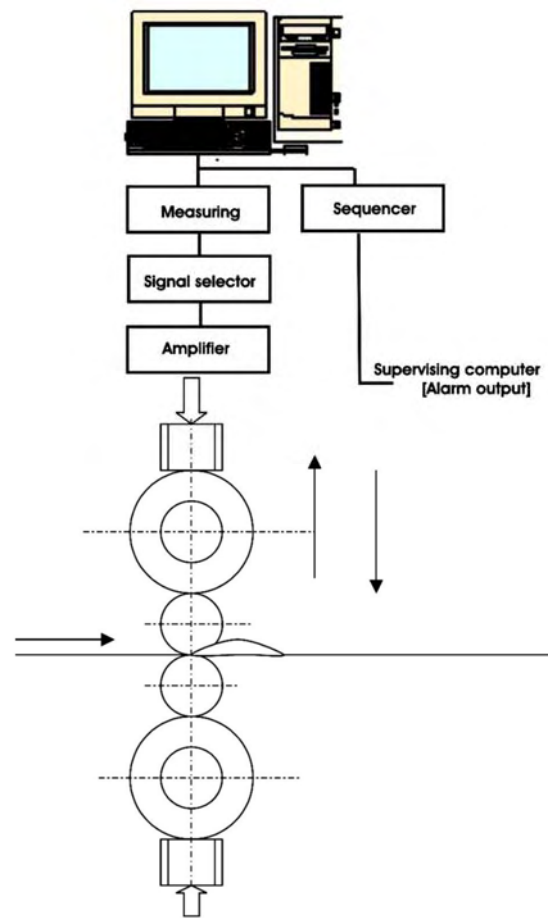 Measuring
Sequencer
Signal selector
Amplifier
Supervising computer
[Alarm output]